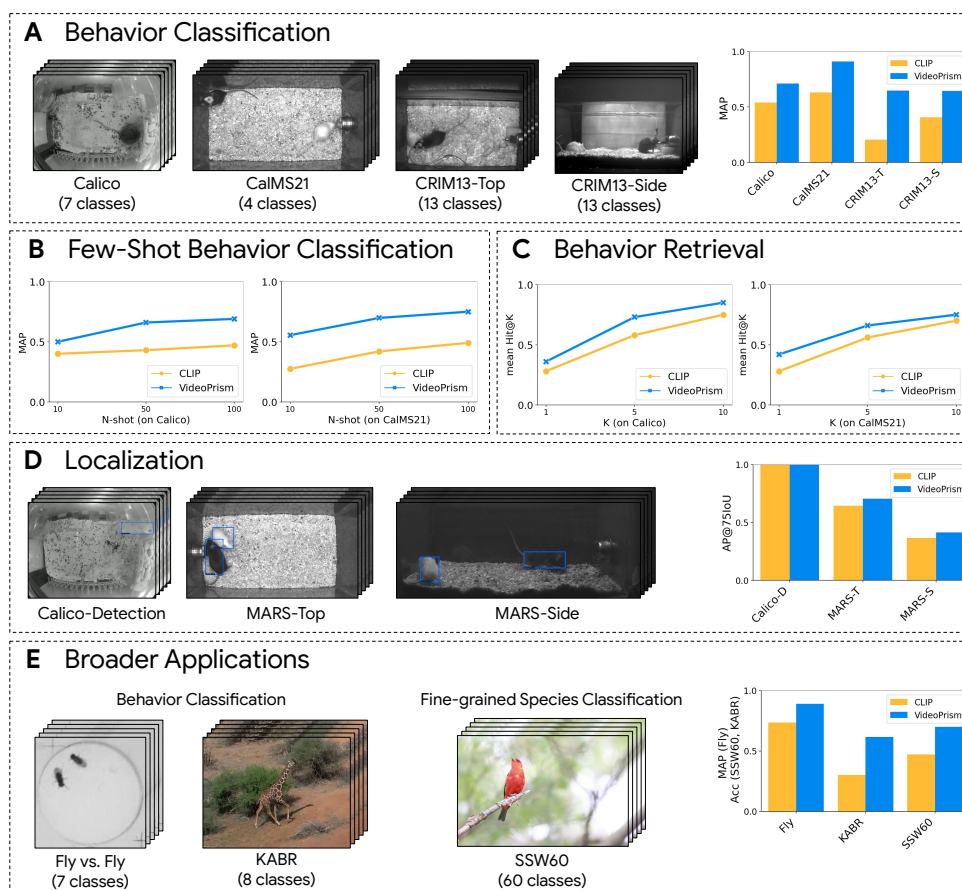 A Behavior Classification
Calico
(7 classes)
CalMS21
(4 classes)
CRIM13-Top
(13 classes)
CRIM13-Side
(13 classes)
MAP
1.0
0.5
0.0
CLIP
VideoPrism
Calico
CalMS21
CRIM13-T
CRIM13-S
B Few-Shot Behavior Classification
MAP
1.0
0.5
0.0
CLIP
VideoPrism
10 50 100
N-shot (on Calico)
MAP
1.0
0.5
0.0
CLIP
VideoPrism
10 50 100
N-shot (on CalMS21)
C Behavior Retrieval
mean Hit@K
1.0
0.5
0.0
CLIP
VideoPrism
1 5 10
K (on Calico)
mean Hit@K
1.0
0.5
0.0
CLIP
VideoPrism
1 5 10
K (on CalMS21)
D Localization
Calico-Detection
MARS-Top
MARS-Side
AP@75IoU
1.0
0.5
0.0
CLIP
VideoPrism
Calico-D
MARS-T
MARS-S
E Broader Applications
Behavior Classification
Fly vs. Fly
(7 classes)
KABR
(8 classes)
Fine-grained Species Classification
SSW60
(60 classes)
MAP (Fly)
Acc (SSW60, KABR)
1.0
0.5
0.0
CLIP
VideoPrism
Fly
KABR
SSW60